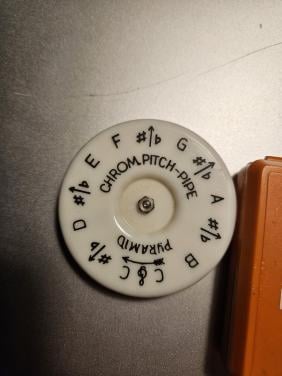 CHROM. PITCH-PIPE
PYRAMID
C
#♭
D
#♭
E
F
#♭
G
#♭
A
#♭
B
C